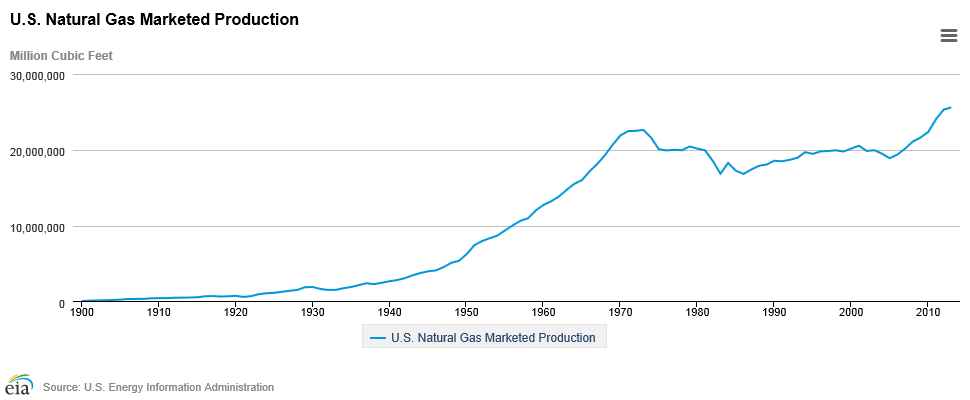 U.S. Natural Gas Marketed Production
Million Cubic Feet
30,000,000
20,000,000
10,000,000
0
1900 1910 1920 1930 1940 1950 1960 1970 1980 1990 2000 2010
U.S. Natural Gas Marketed Production
eia Source: U.S. Energy Information Administration